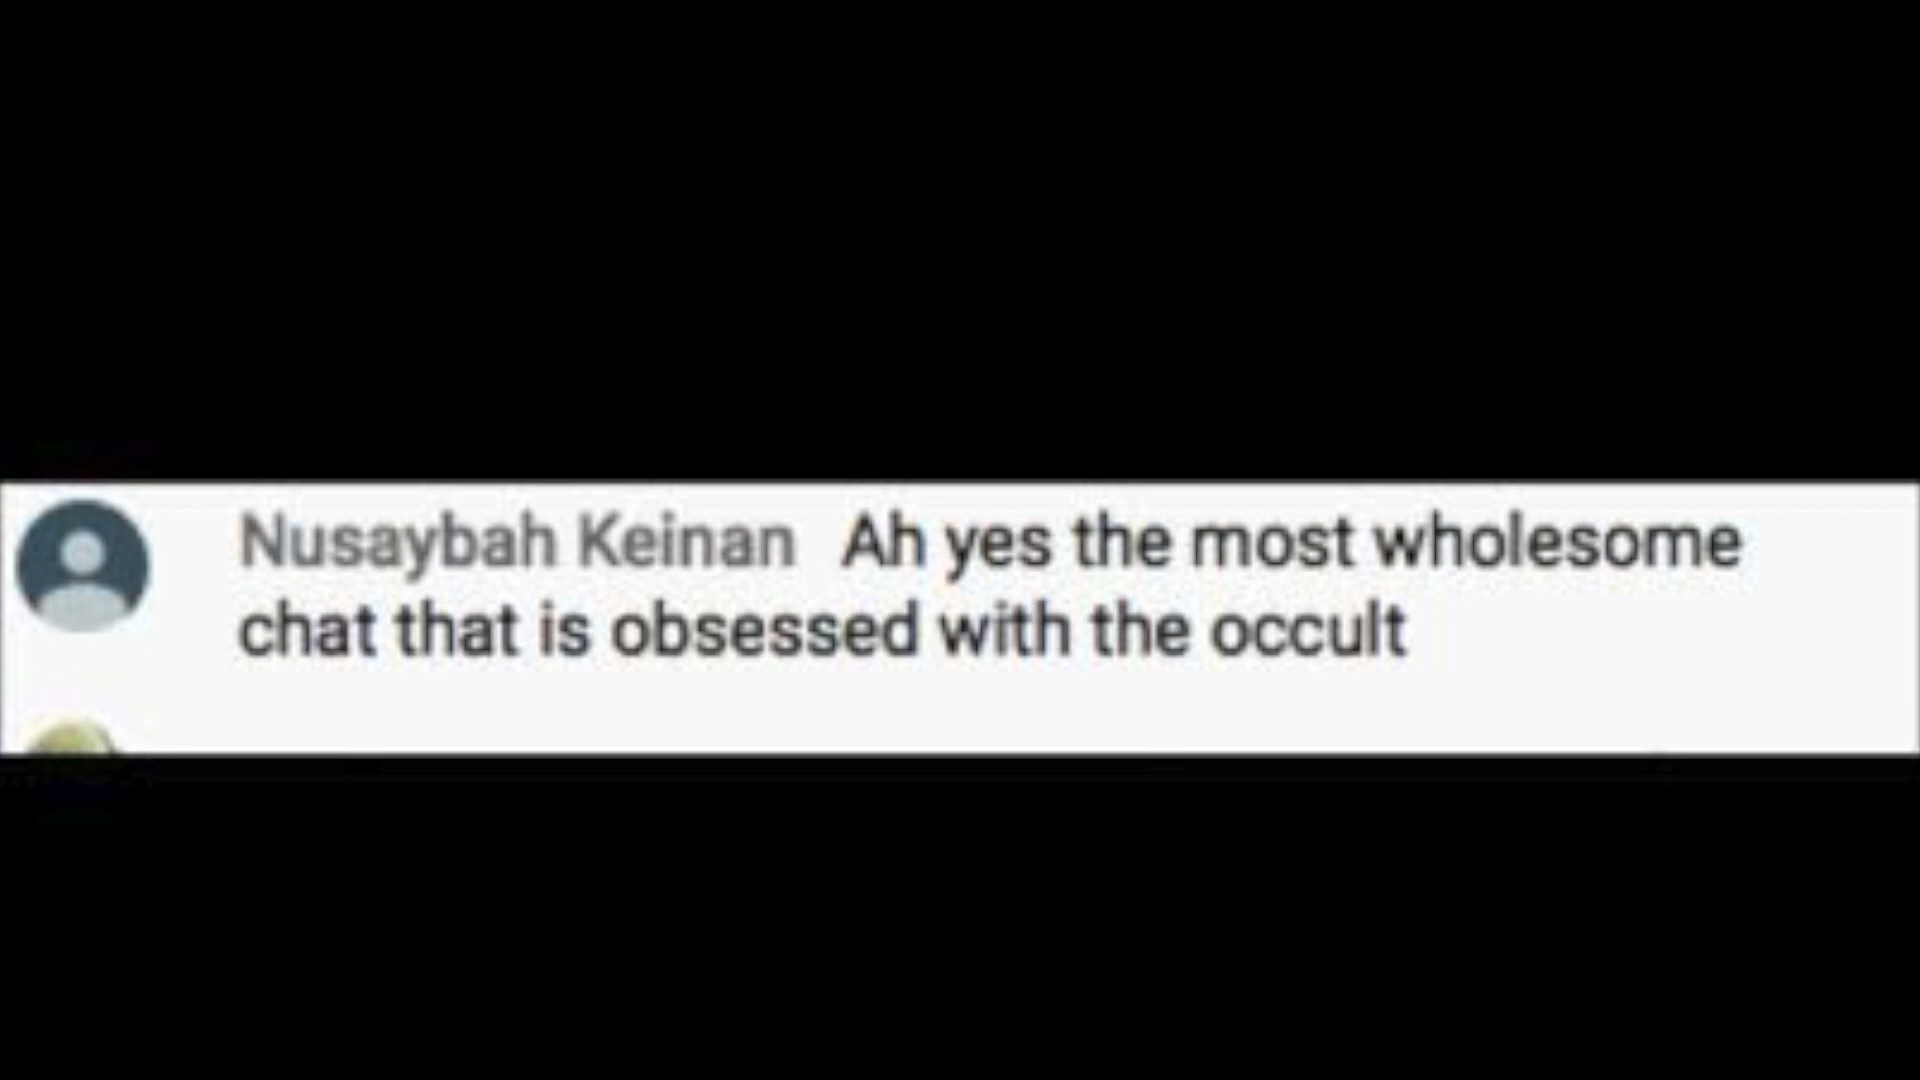 Nusaybah Keinan Ah yes the most wholesome
chat that is obsessed with the occult